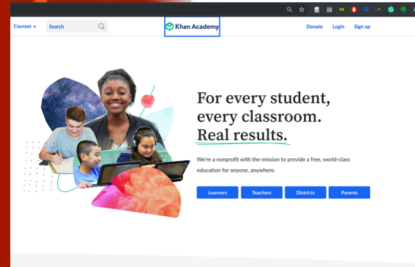 Courses
Search
Khan Academy
Donate
Login
Sign up
For every student,
every classroom.
Real results.
We're a nonprofit with the mission to provide a free, world-class
education for anyone, anywhere.
Learners
Teachers
Districts
Parents